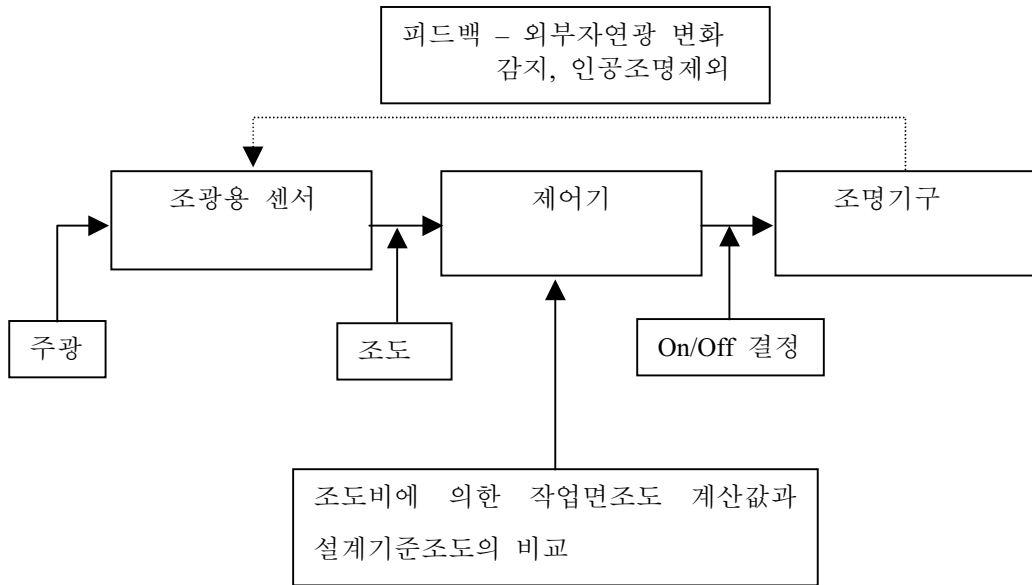 피드백 – 외부자연광 변화
감지, 인공조명제외
조광용 센서
제어기
조명기구
주광
조도
On/Off 결정
조도비에 의한 작업면조도 계산값과
설계기준조도의 비교